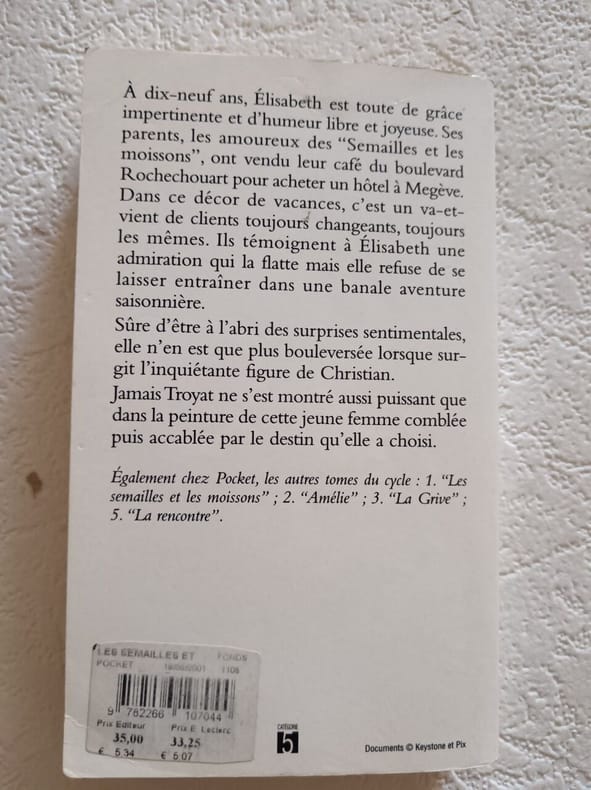 À dix-neuf ans, Élisabeth est toute de grâce
impertinente et d'humeur libre et joyeuse. Ses
parents, les amoureux des “Semailles et les
moissons”, ont vendu leur café du boulevard
Rochechouart pour acheter un hôtel à Megève.
Dans ce décor de vacances, c'est un va-et-
vient de clients toujours changeants, toujours
les mêmes. Ils témoignent à Élisabeth une
admiration qui la flatte mais elle refuse de se
laisser entraîner dans une banale aventure
saisonnière.
Sûre d'être à l'abri des surprises sentimentales,
elle n'en est que plus bouleversée lorsque sur-
git l'inquiétante figure de Christian.
Jamais Troyat ne s'est montré aussi puissant que
dans la peinture de cette jeune femme comblée
puis accablée par le destin qu'elle a choisi.
Également chez Pocket, les autres tomes du cycle : 1. “Les
semailles et les moissons” ; 2. “Amélie” ; 3. “La Grive” ;
5. “La rencontre”.
LES SEMAILLES ET FONDS
POCKET 1108
9 782266 107044
Prix Editeur Prix E. Leclerc
35,00 33,25
€ 5,34 € 5,07
CATÉGORIE
5
Documents © Keystone et Pix